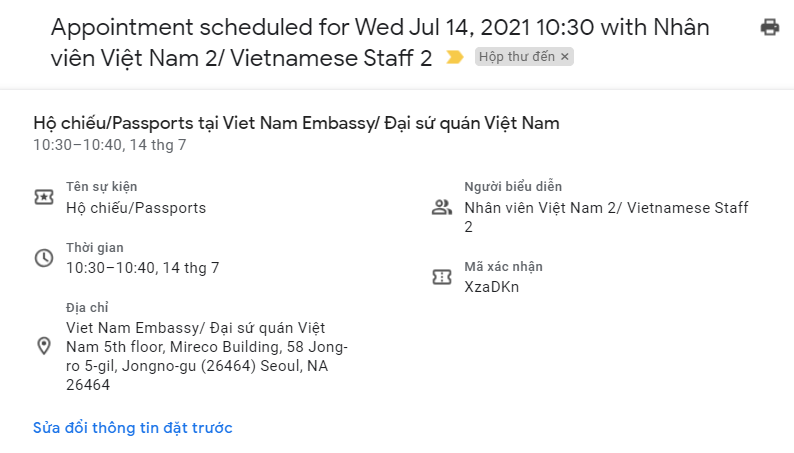 Appointment scheduled for Wed Jul 14, 2021 10:30 with Nhân
viên Việt Nam 2/ Vietnamese Staff 2 Hộp thư đến ×
Hộ chiếu/Passports tại Viet Nam Embassy/ Đại sứ quán Việt Nam
10:30–10:40, 14 thg 7
Tên sự kiện
Hộ chiếu/Passports
Thời gian
10:30–10:40, 14 thg 7
Địa chỉ
Viet Nam Embassy/ Đại sứ quán Việt
Nam 5th floor, Mireco Building, 58 Jong-
ro 5-gil, Jongno-gu (26464) Seoul, NA
26464
Người biểu diễn
Nhân viên Việt Nam 2/ Vietnamese Staff
2
Mã xác nhận
XzaDKn
Sửa đổi thông tin đặt trước